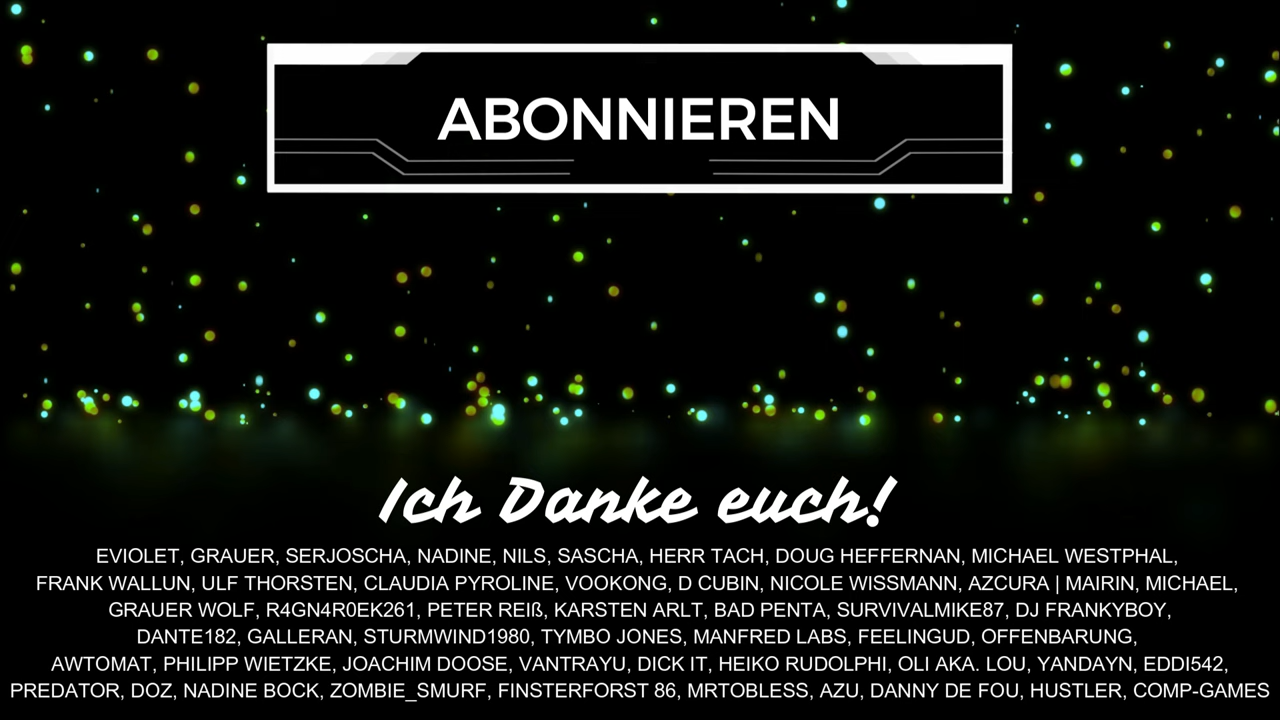 ABONNIEREN
Ich Danke euch!
EVIOLET, GRAUER, SERJOSCHA, NADINE, NILS, SASCHA, HERR TACH, DOUG HEFFERNAN, MICHAEL WESTPHAL,
FRANK WALLUN, ULF THORSTEN, CLAUDIA PYROLINE, VOOKONG, D CUBIN, NICOLE WISSMANN, AZCURA | MAIRIN, MICHAEL,
GRAUER WOLF, R4GN4R0EK261, PETER REIß, KARSTEN ARLT, BAD PENTA, SURVIVALMIKE87, DJ FRANKYBOY,
DANTE182, GALLERAN, STURMWIND1980, TYMBO JONES, MANFRED LABS, FEELINGUD, OFFENBARUNG,
AWTOMAT, PHILIPP WIETZKE, JOACHIM DOOSE, VANTRAYU, DICK IT, HEIKO RUDOLPHI, OLI AKA. LOU, YANDAYN, EDDI542,
PREDATOR, DOZ, NADINE BOCK, ZOMBIE_SMURF, FINSTERFORST 86, MRTOBLESS, AZU, DANNY DE FOU, HUSTLER, COMP-GAMES